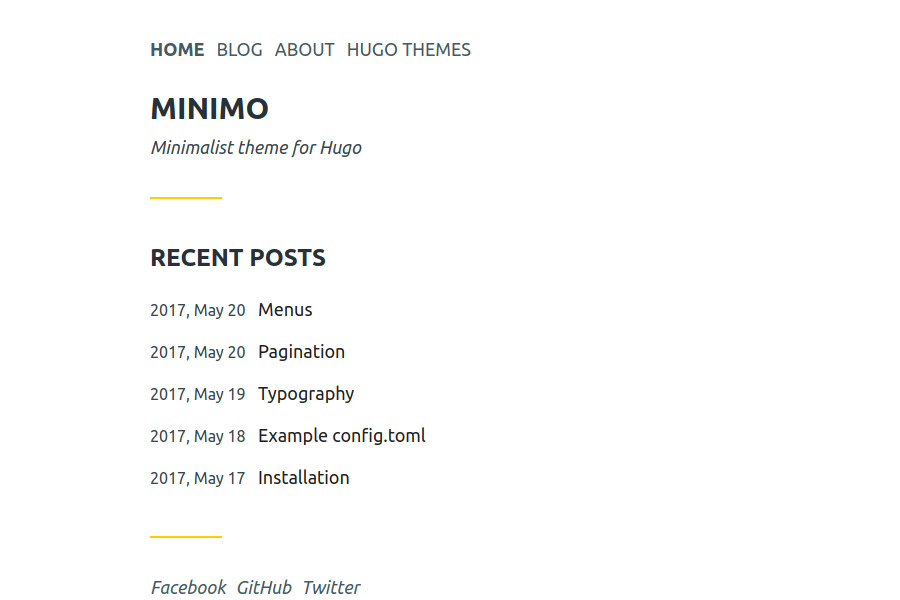 HOME BLOG ABOUT HUGO THEMES
MINIMO
Minimalist theme for Hugo
RECENT POSTS
2017, May 20 Menus
2017, May 20 Pagination
2017, May 19 Typography
2017, May 18 Example config.toml
2017, May 17 Installation
Facebook GitHub Twitter